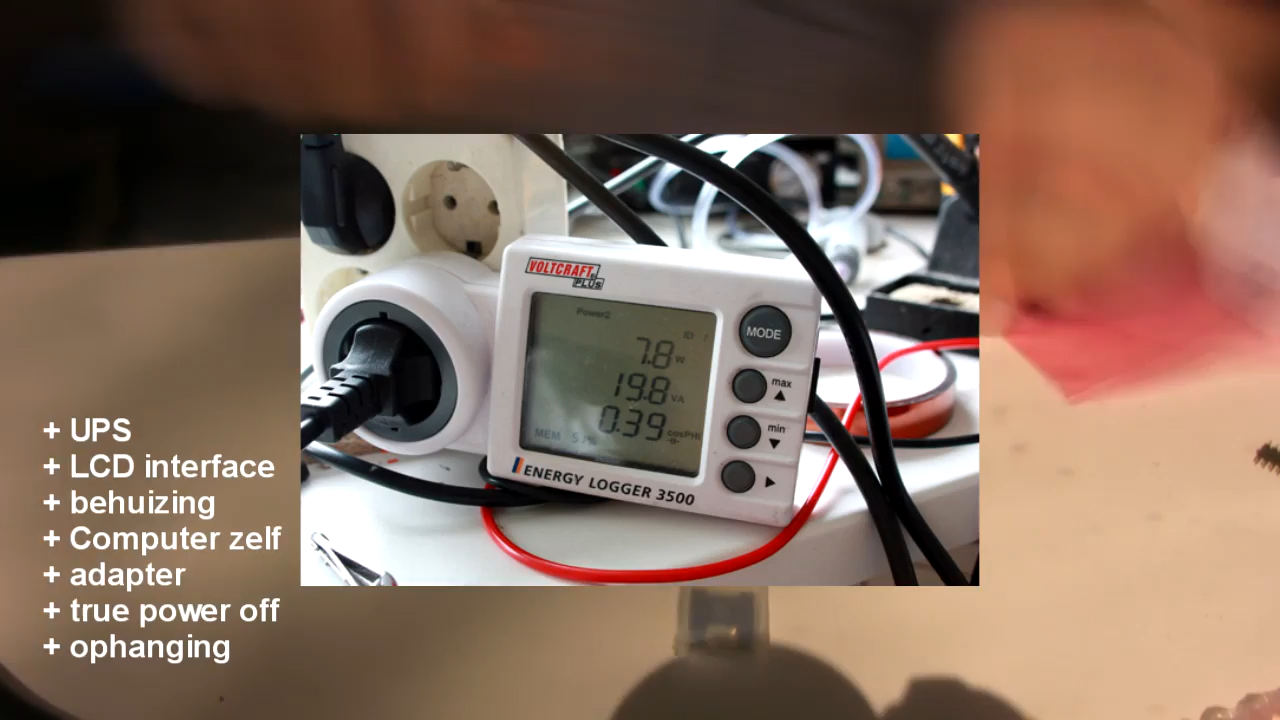 VOLTCRAFT
PLUS
Power2
ID
7.8 W
19.8 VA
0.39 cosPHI
MEM
MODE
max
min
ENERGY LOGGER 3500
+ UPS
+ LCD interface
+ behuizing
+ Computer zelf
+ adapter
+ true power off
+ ophanging